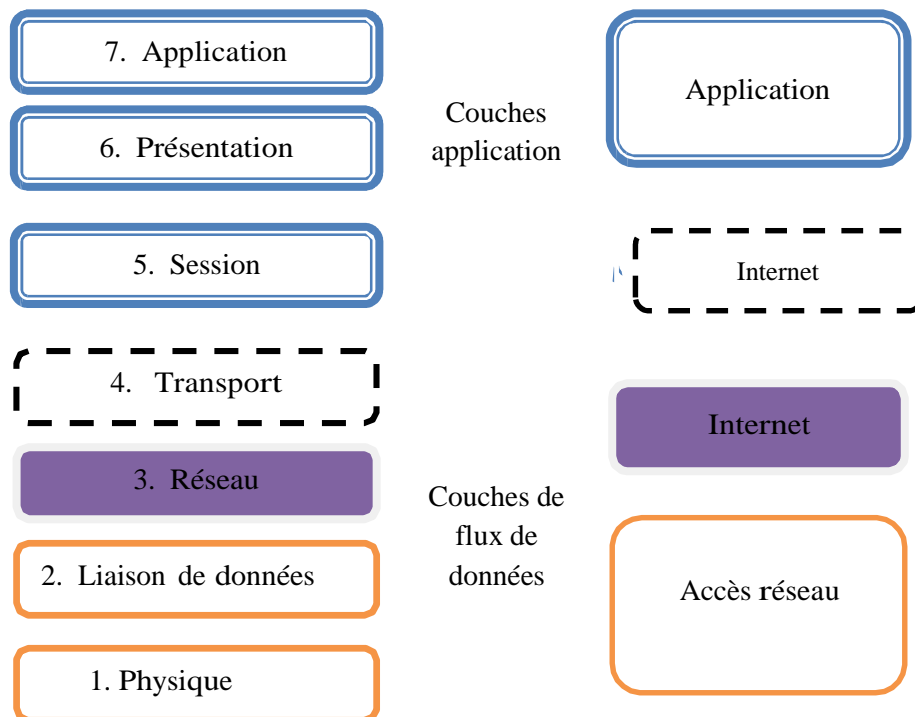 7. Application
6. Présentation
5. Session
4. Transport
3. Réseau
2. Liaison de données
1. Physique
Couches
application
Couches de
flux de
données
Application
Internet
Internet
Accès réseau